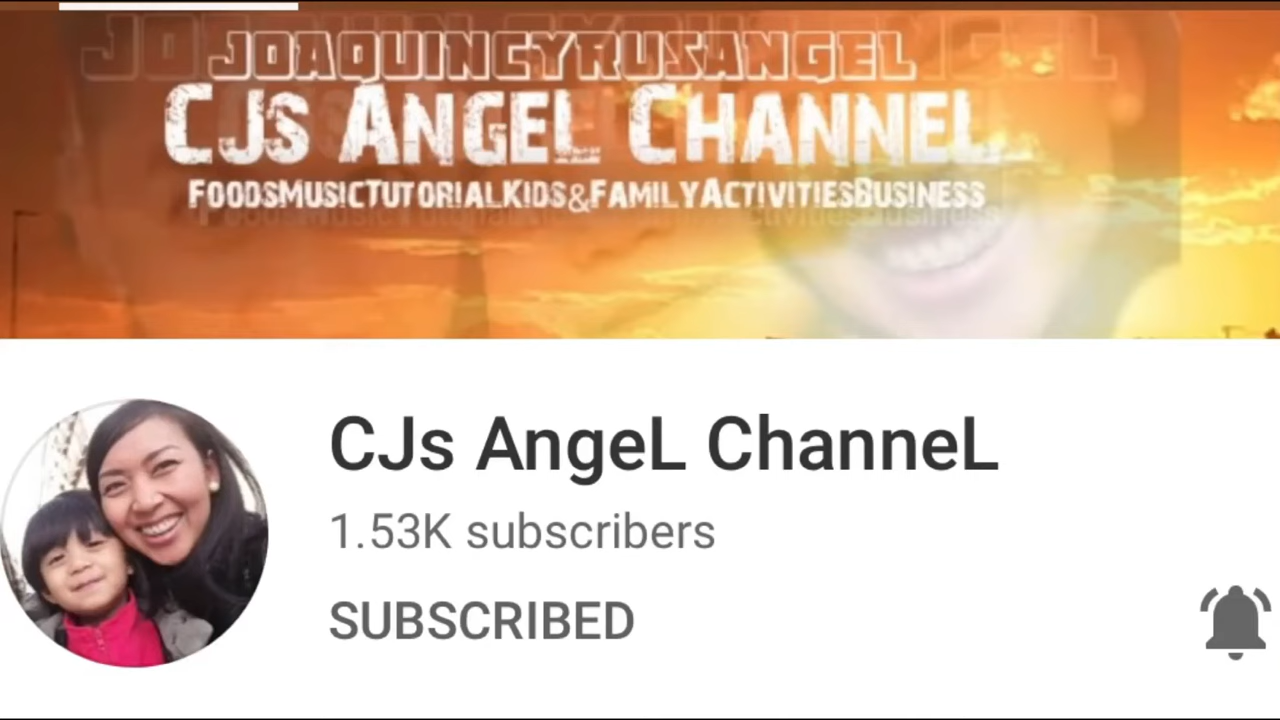 JOAQUINCYRUSANGEL
CJs ANGEL CHANNEL
FOODSMUSICTUTORIALKIDS&FAMILYACTIVITIESBUSINESS
CJs AngeL ChanneL
1.53K subscribers
SUBSCRIBED